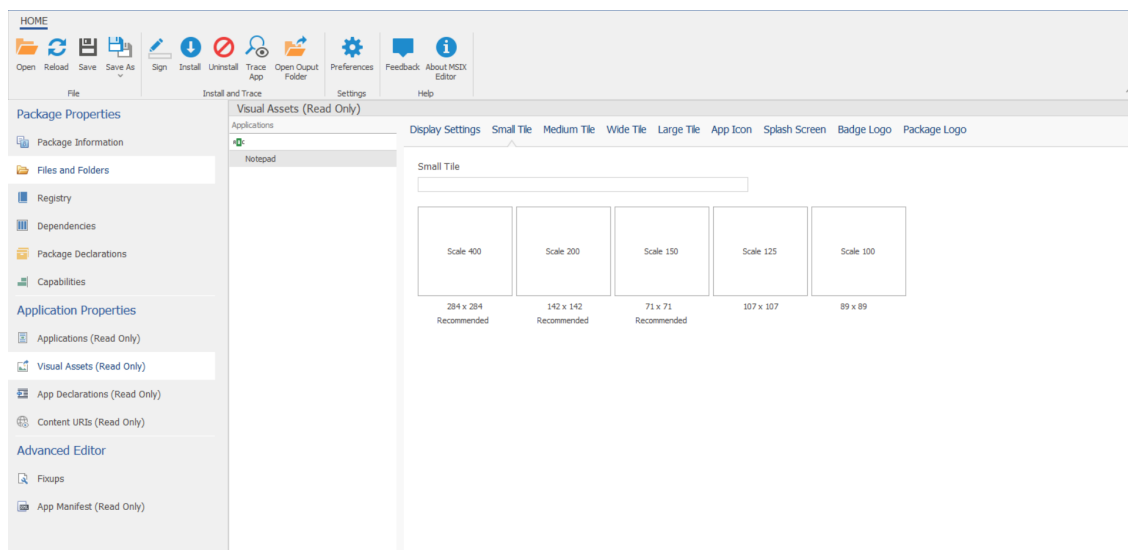 HOME
Open Reload Save Save As Sign Install Uninstall Trace App Open Ouput Folder Preferences Feedback About MSIX Editor
File Install and Trace Settings Help
Package Properties
Package Information
Files and Folders
Registry
Dependencies
Package Declarations
Capabilities
Application Properties
Applications (Read Only)
Visual Assets (Read Only)
App Declarations (Read Only)
Content URIs (Read Only)
Advanced Editor
Fixups
App Manifest (Read Only)
Visual Assets (Read Only)
Applications
Notepad
Display Settings Small Tile Medium Tile Wide Tile Large Tile App Icon Splash Screen Badge Logo Package Logo
Small Tile
Scale 400 Scale 200 Scale 150 Scale 125 Scale 100
284 x 284 142 x 142 71 x 71 107 x 107 89 x 89
Recommended Recommended Recommended